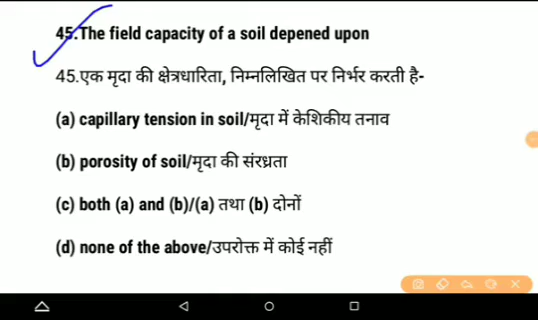 45.The field capacity of a soil depened upon
45.एक मृदा की क्षेत्रधारिता, निम्नलिखित पर निर्भर करती है-
(a) capillary tension in soil/मृदा में केशिकीय तनाव
(b) porosity of soil/मृदा की संरध्रता
(c) both (a) and (b)/(a) तथा (b) दोनों
(d) none of the above/उपरोक्त में कोई नहीं